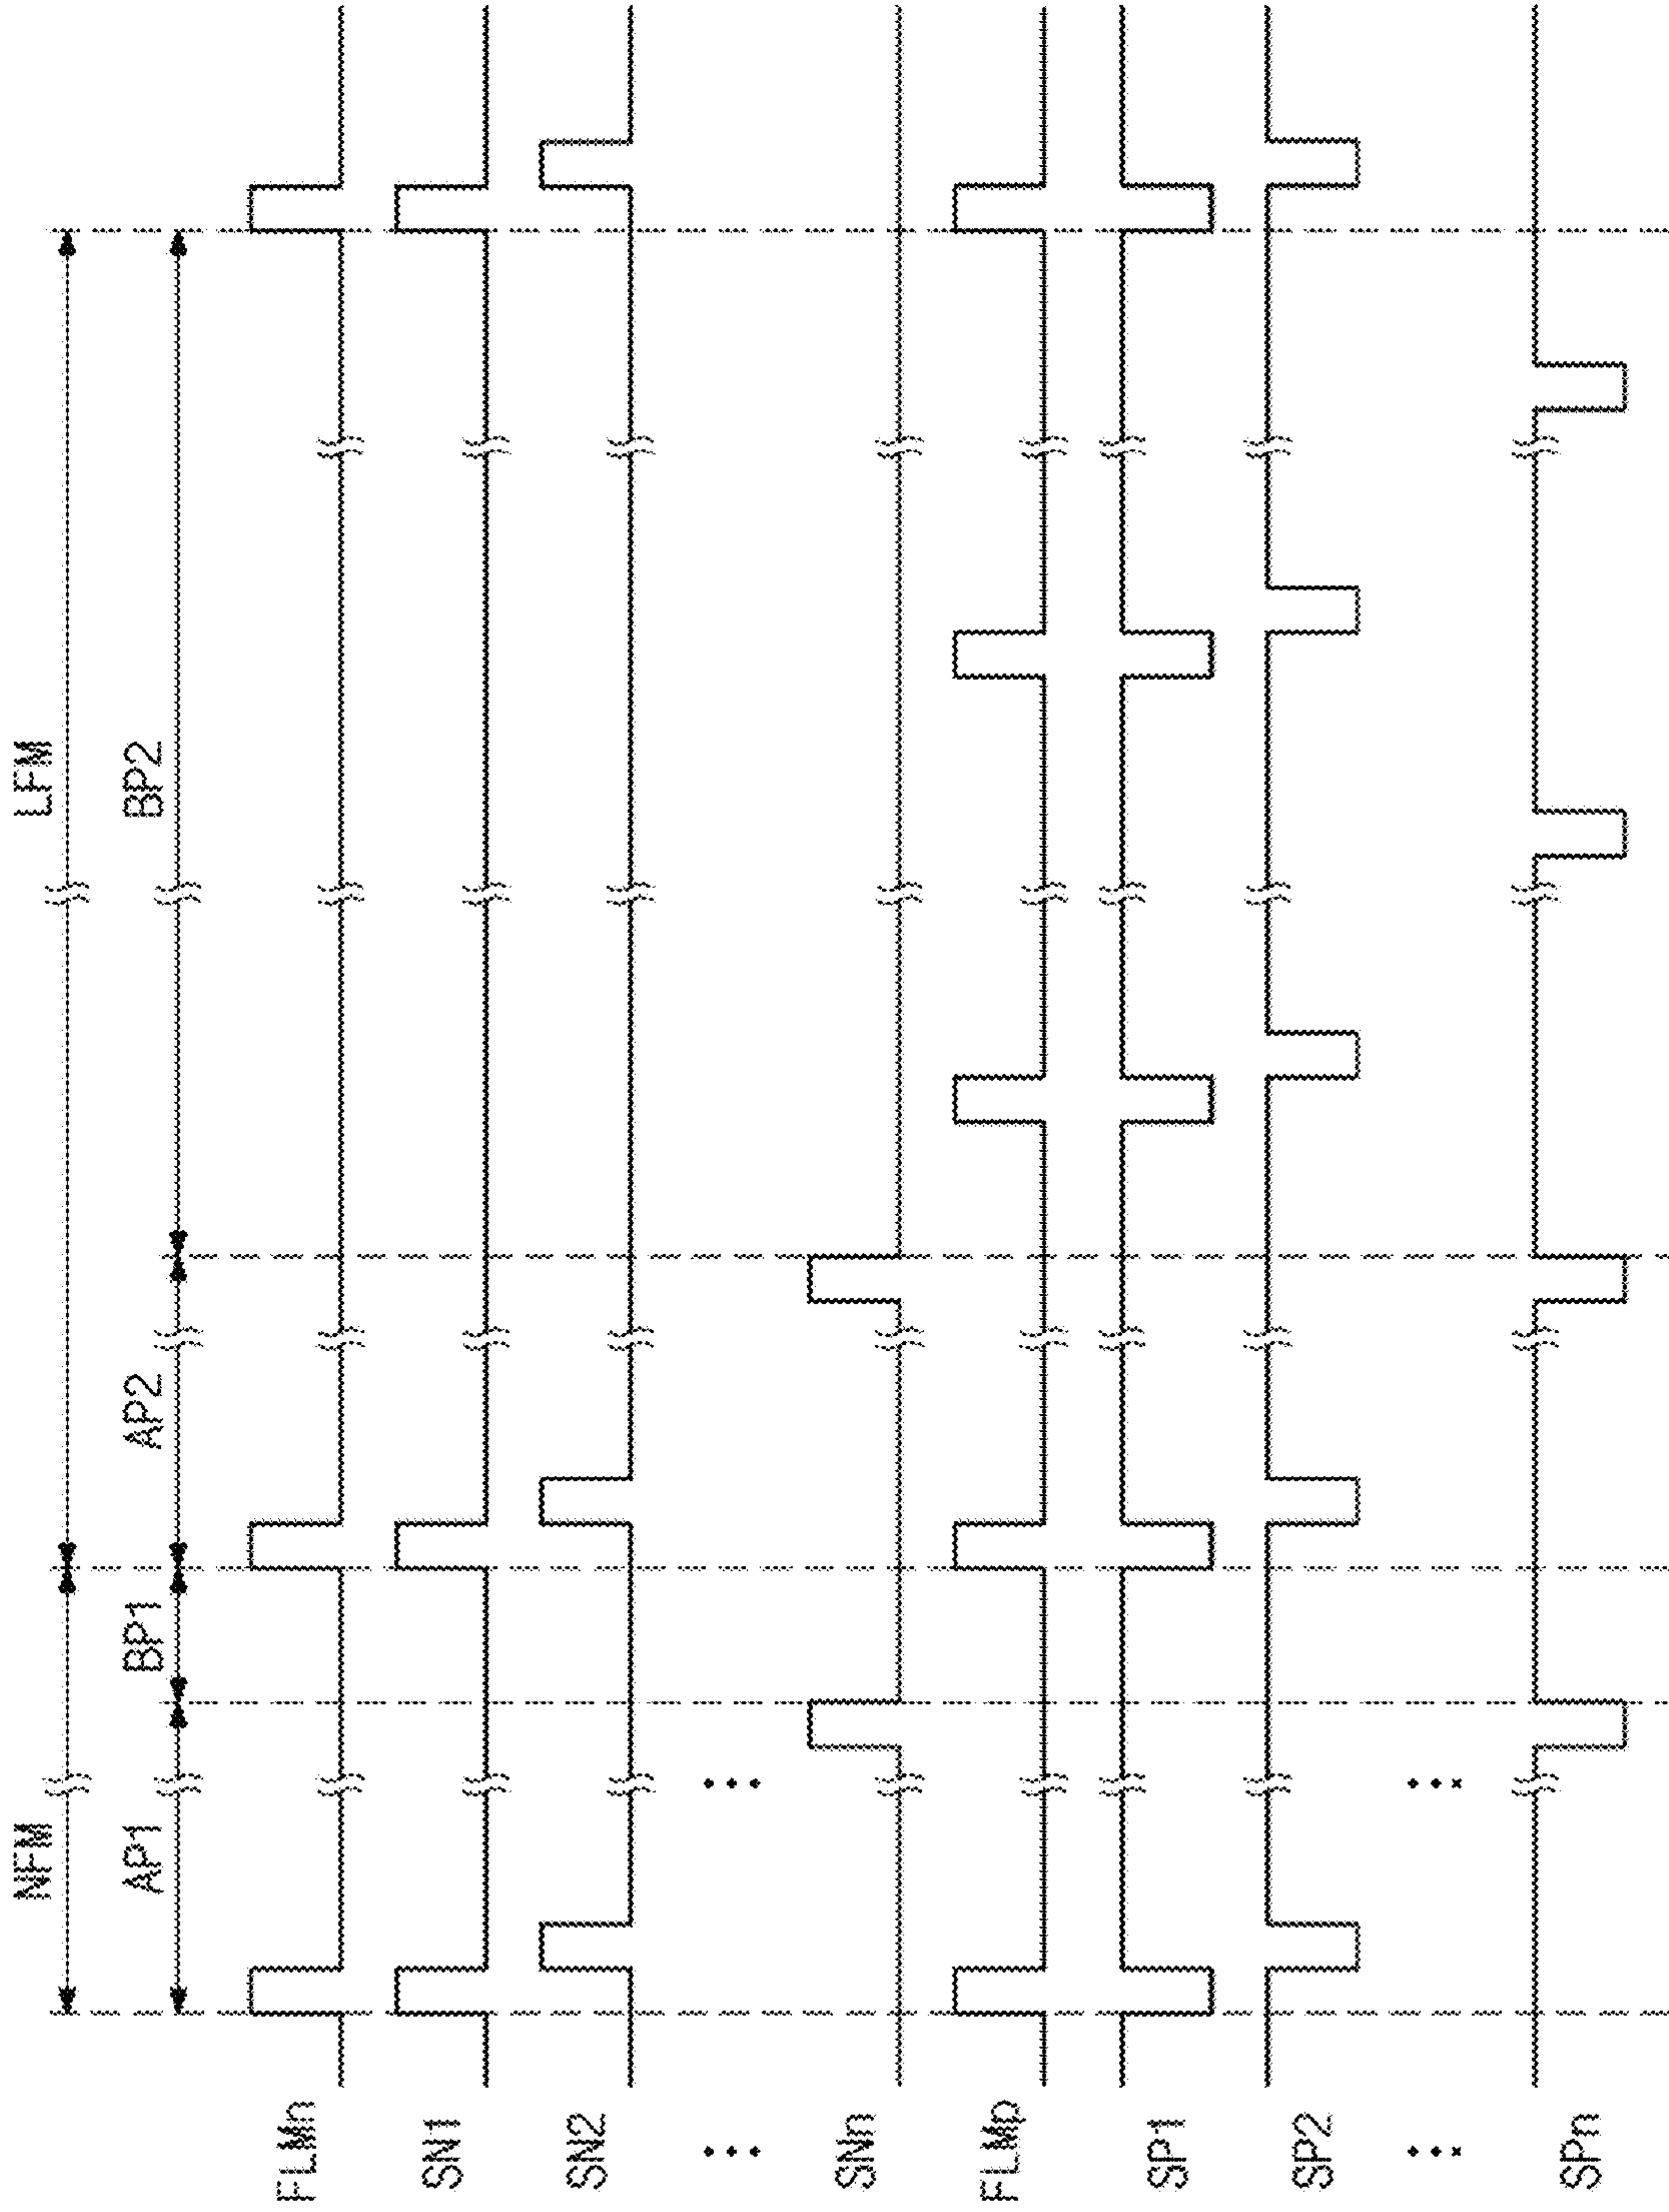 NFM LFM
AP1 BP1 AP2 BP2
FLMn
SN1
SN2
SNn
FLMp
SP1
SP2
SPn